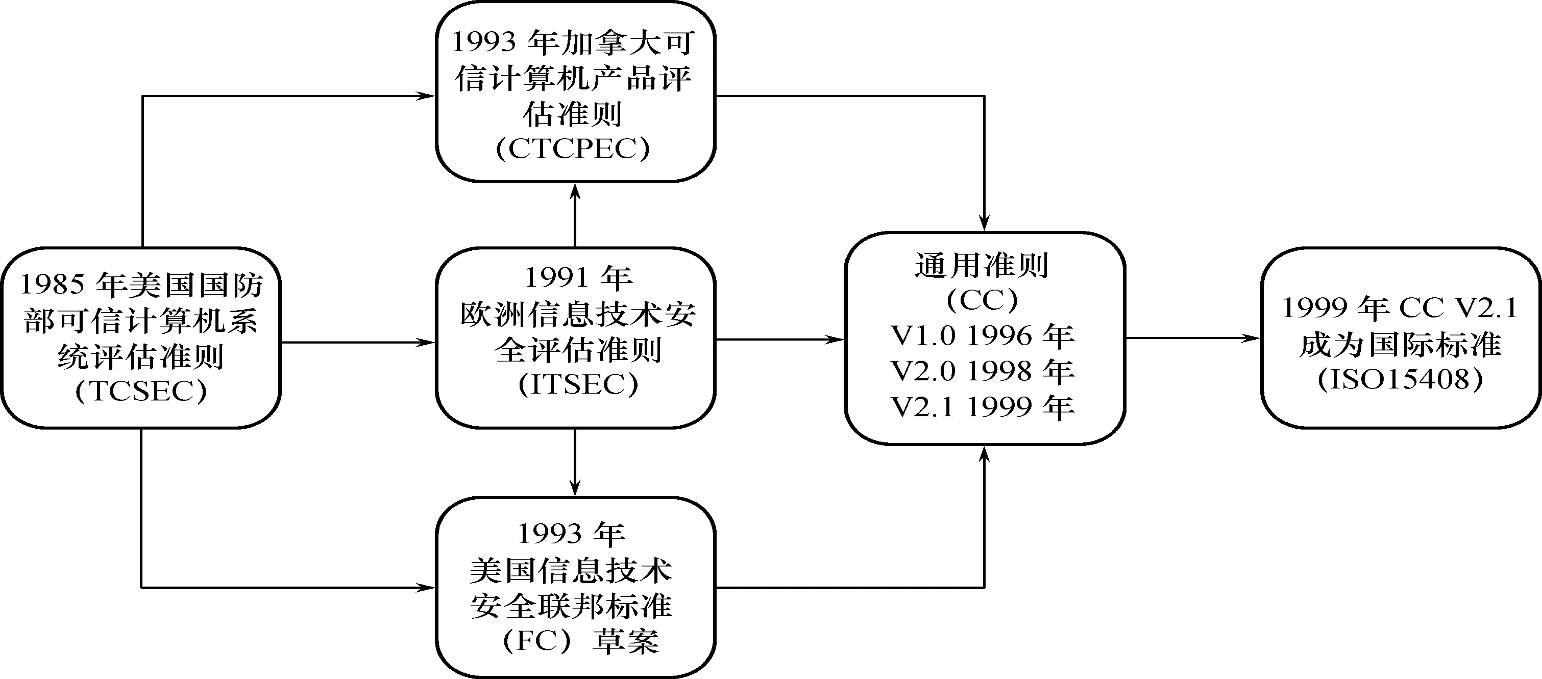 1993 年加拿大可
信计算机产品评
估准则
(CTCPEC)
1985 年美国国防
部可信计算机系
统评估准则
(TCSEC)
1991 年
欧洲信息技术安
全评估准则
(ITSEC)
通用准则
(CC)
V1.0 1996 年
V2.0 1998 年
V2.1 1999 年
1999 年 CC V2.1
成为国际标准
(ISO15408)
1993 年
美国信息技术
安全联邦标准
(FC) 草案